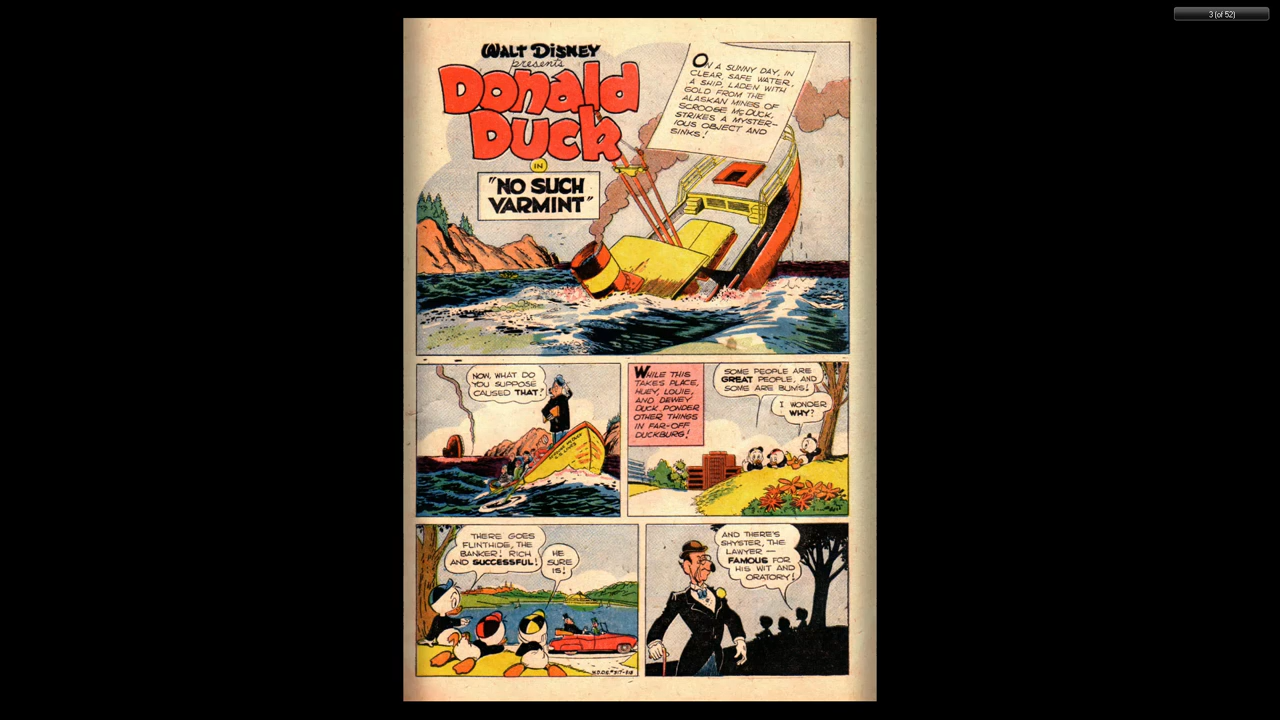 3 (of 52)
WALT DISNEY
presents
Donald
Duck
IN
"NO SUCH
VARMINT"
ON A SUNNY DAY, IN
CLEAR, SAFE WATER,
A SHIP, LADEN WITH
GOLD FROM THE
ALASKAN MINES OF
SCROOGE McDUCK,
STRIKES A MYSTER-
IOUS OBJECT AND
SINKS!
NOW, WHAT DO
YOU SUPPOSE
CAUSED THAT?
WHILE THIS
TAKES PLACE,
HUEY, LOUIE,
AND DEWEY
DUCK, PONDER
OTHER THINGS
IN FAR-OFF
DUCKBURG!
SOME PEOPLE ARE
GREAT PEOPLE, AND
SOME ARE BUMS!
I WONDER
WHY?
THERE GOES
FLINTHIDE, THE
BANKER! RICH
AND SUCCESSFUL!
HE
SURE
IS!
AND THERE'S
SHYSTER, THE
LAWYER —
FAMOUS FOR
HIS WIT AND
ORATORY!